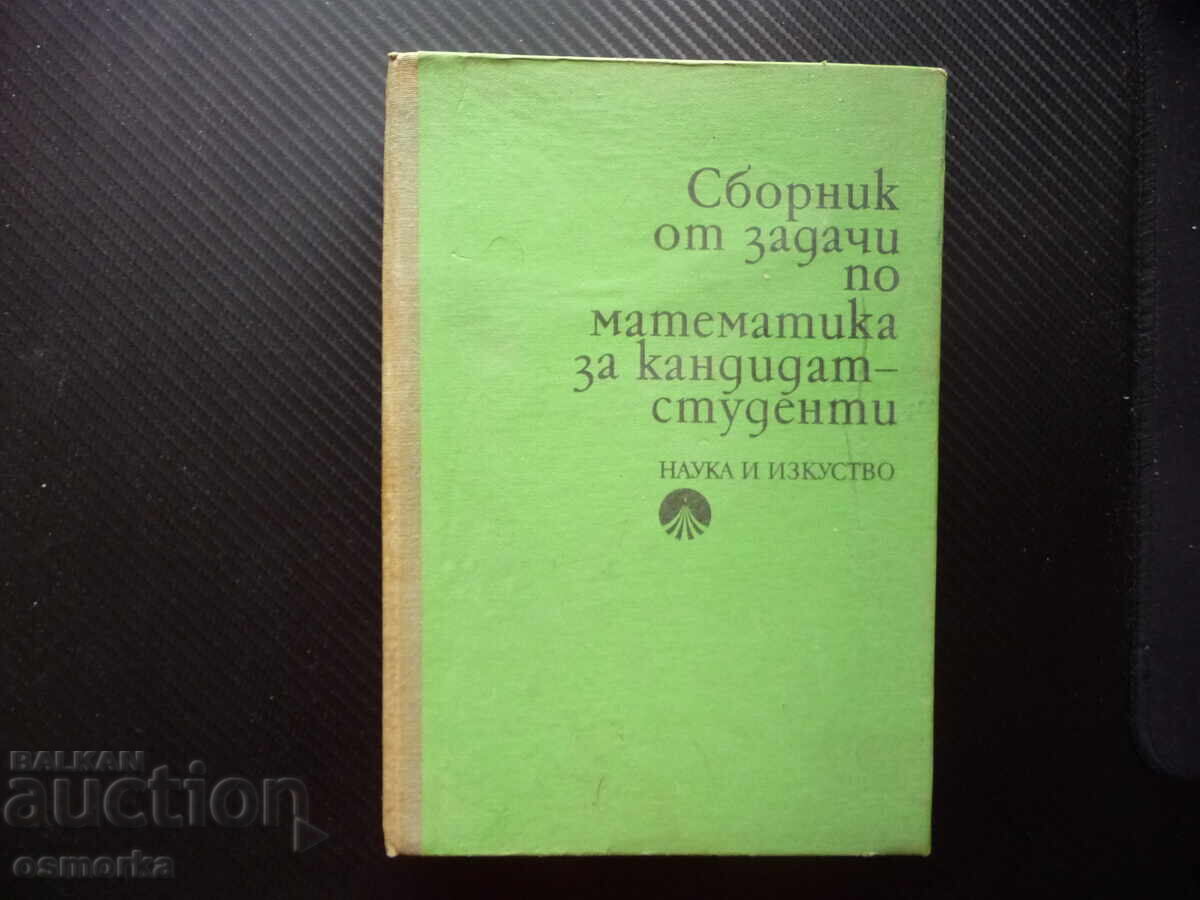 Сборник
от задачи
по
математика
за кандидат-
студенти
НАУКА И ИЗКУСТВО
BALKAN
auction
osmorka